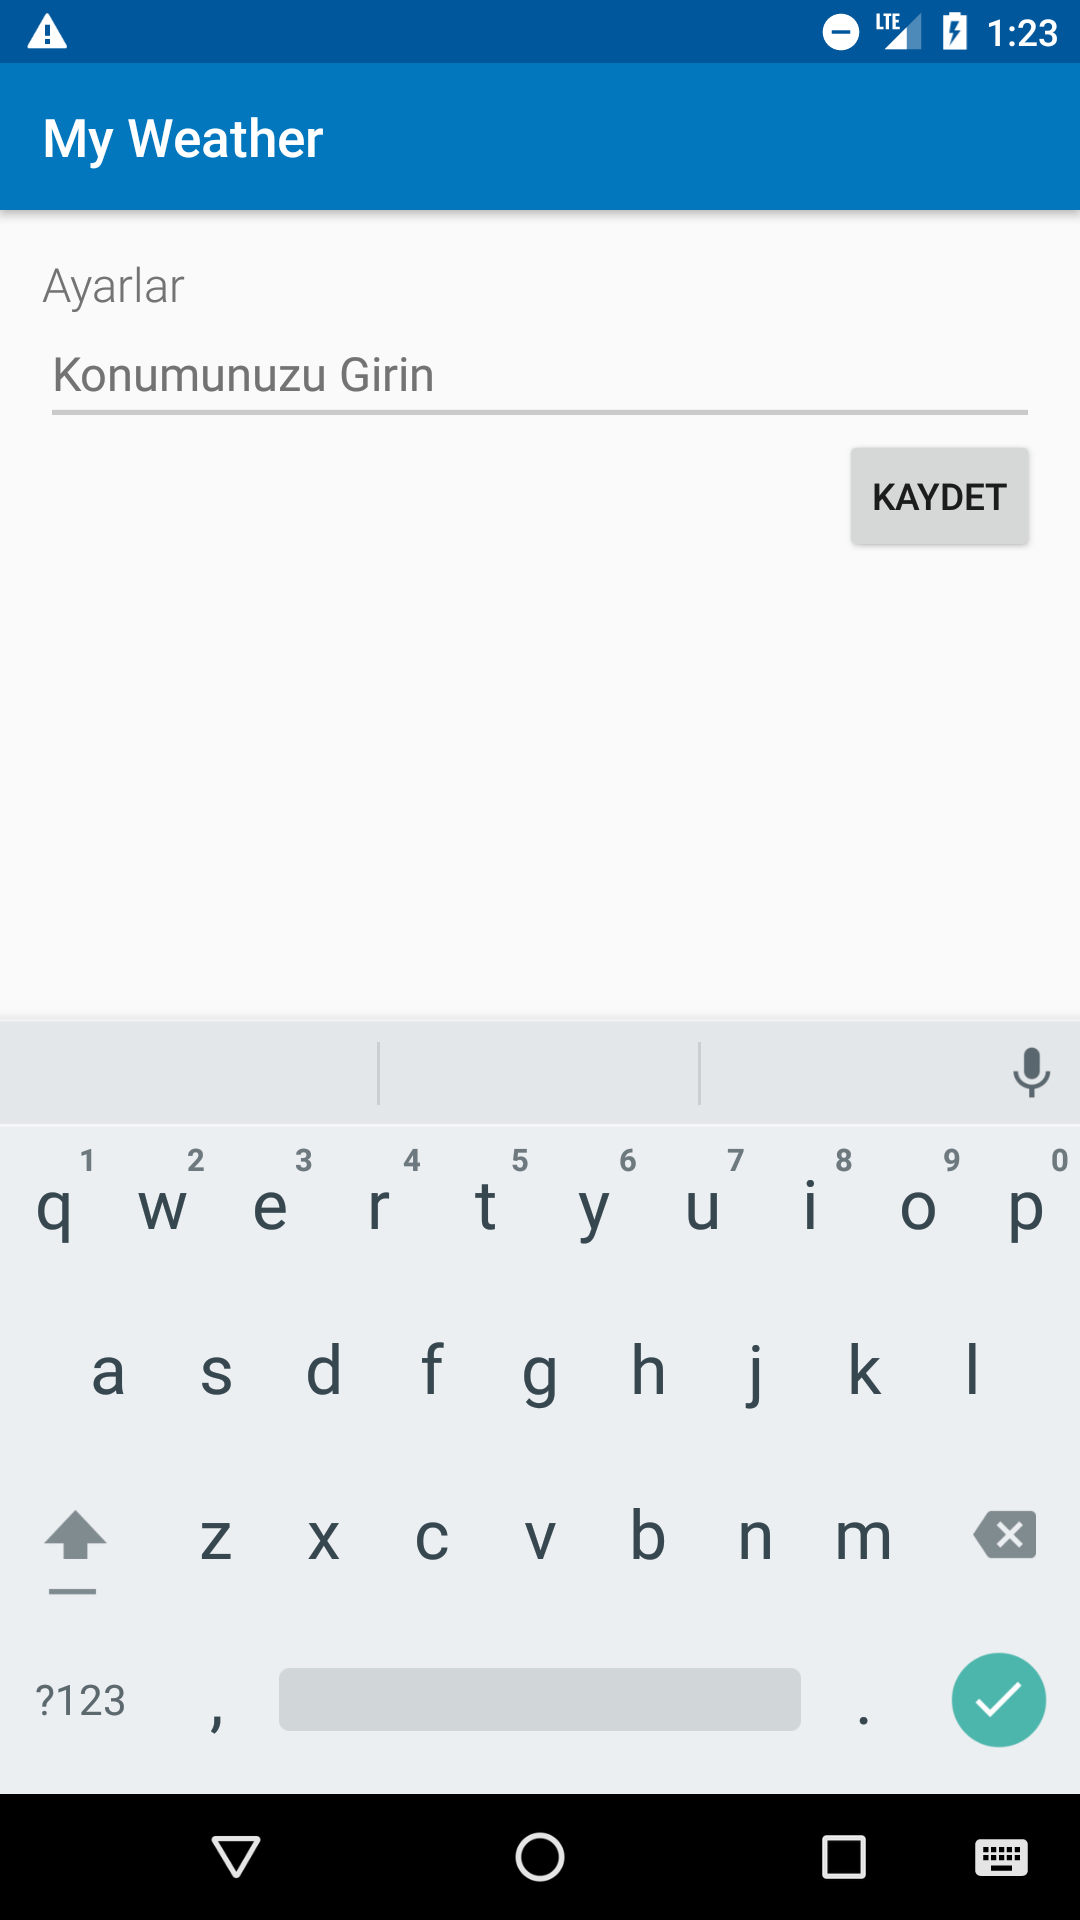 LTE 1:23
My Weather
Ayarlar
Konumunuzu Girin
KAYDET
1 2 3 4 5 6 7 8 9 0
q w e r t y u i o p
a s d f g h j k l
z x c v b n m
?123 , .